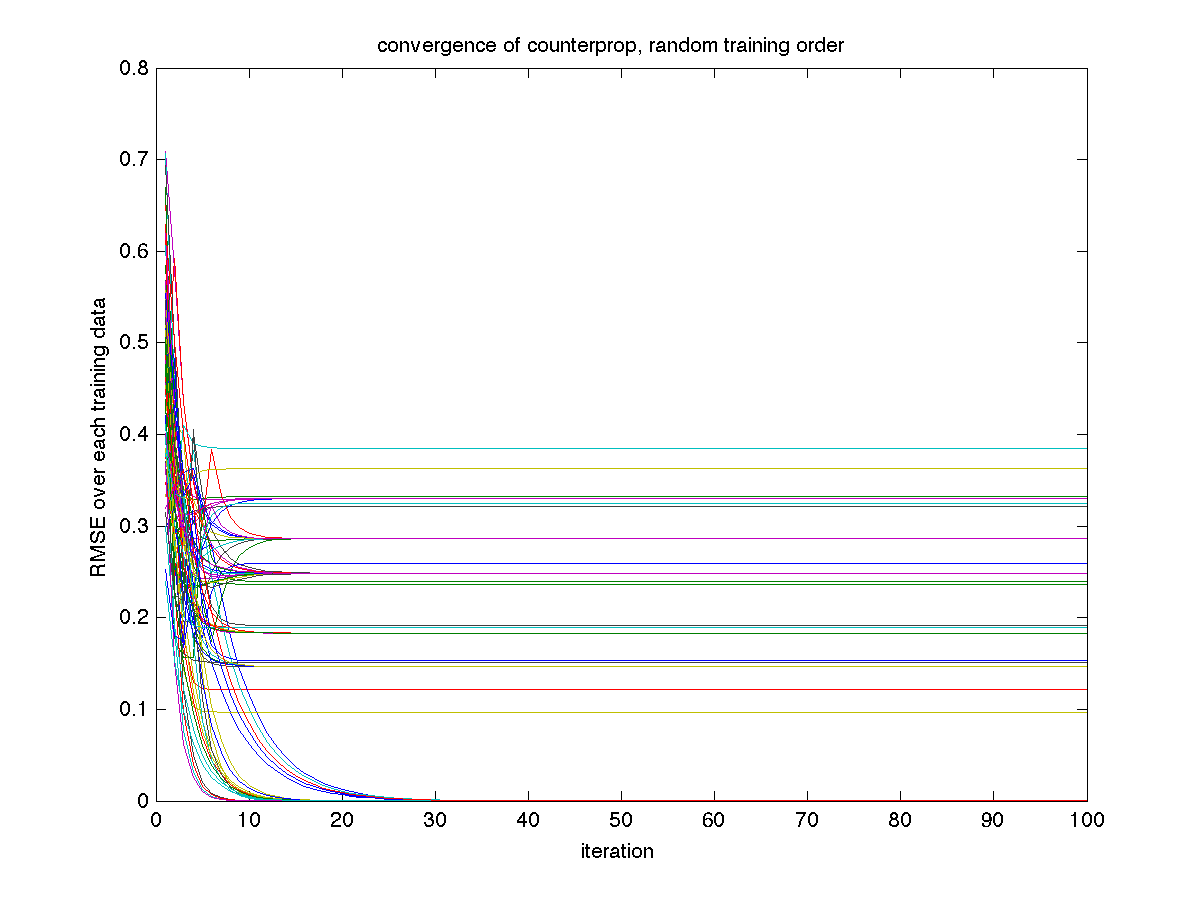 convergence of counterprop, random training order
0.8
0.7
0.6
0.5
0.4
0.3
0.2
0.1
0
RMSE over each training data
0 10 20 30 40 50 60 70 80 90 100
iteration